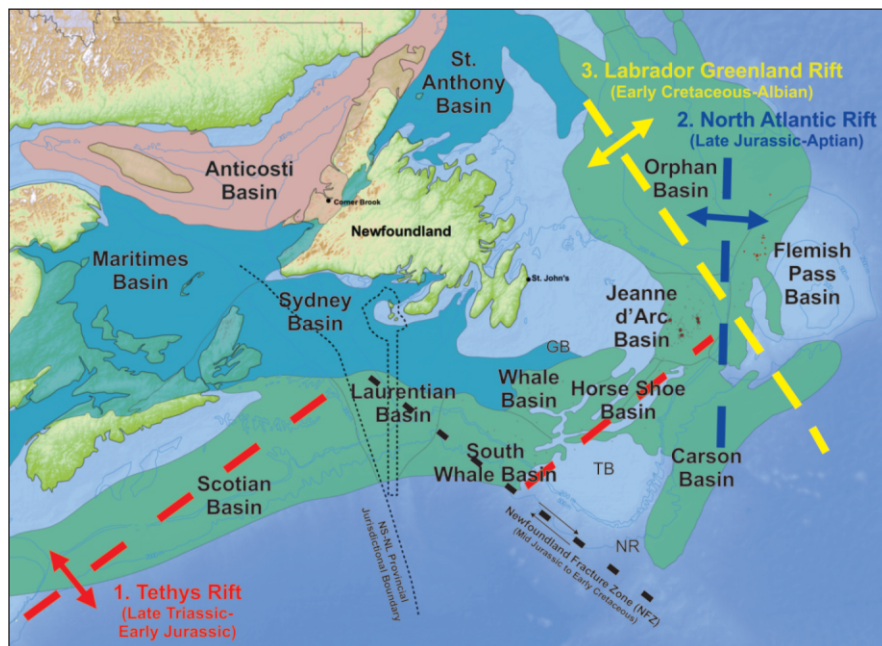 St.
Anthony
Basin
3. Labrador Greenland Rift
(Early Cretaceous-Albian)
2. North Atlantic Rift
(Late Jurassic-Aptian)
Orphan
Basin
Anticosti
Basin
Corner Brook
Newfoundland
Flemish
Pass
Basin
Maritimes
Basin
St. John's
Sydney
Basin
Jeanne
d'Arc
Basin
GB
Whale
Basin
Laurentian
Basin
Horse Shoe
Basin
South
Whale Basin
TB
Carson
Basin
Scotian
Basin
NS-NL Provincial
Jurisdictional Boundary
Newfoundland Fracture Zone (NFZ)
(Mid Jurassic to Early Cretaceous)
NR
1. Tethys Rift
(Late Triassic-
Early Jurassic)